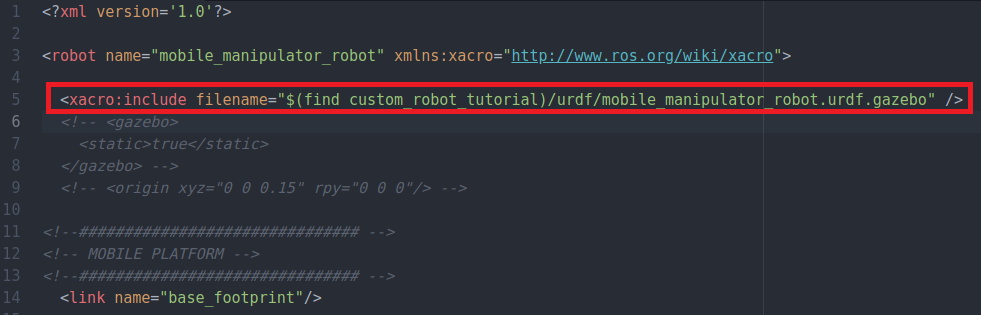 1 <?xml version='1.0'?>
2
3 <robot name="mobile_manipulator_robot" xmlns:xacro="http://www.ros.org/wiki/xacro">
4
5 <xacro:include filename="$(find custom_robot_tutorial)/urdf/mobile_manipulator_robot.urdf.gazebo" />
6 <!-- <gazebo>
7 <static>true</static>
8 </gazebo> -->
9 <!-- <origin xyz="0 0 0.15" rpy="0 0 0"/> -->
10
11 <!--############################### -->
12 <!-- MOBILE PLATFORM -->
13 <!--############################### -->
14 <link name="base_footprint"/>